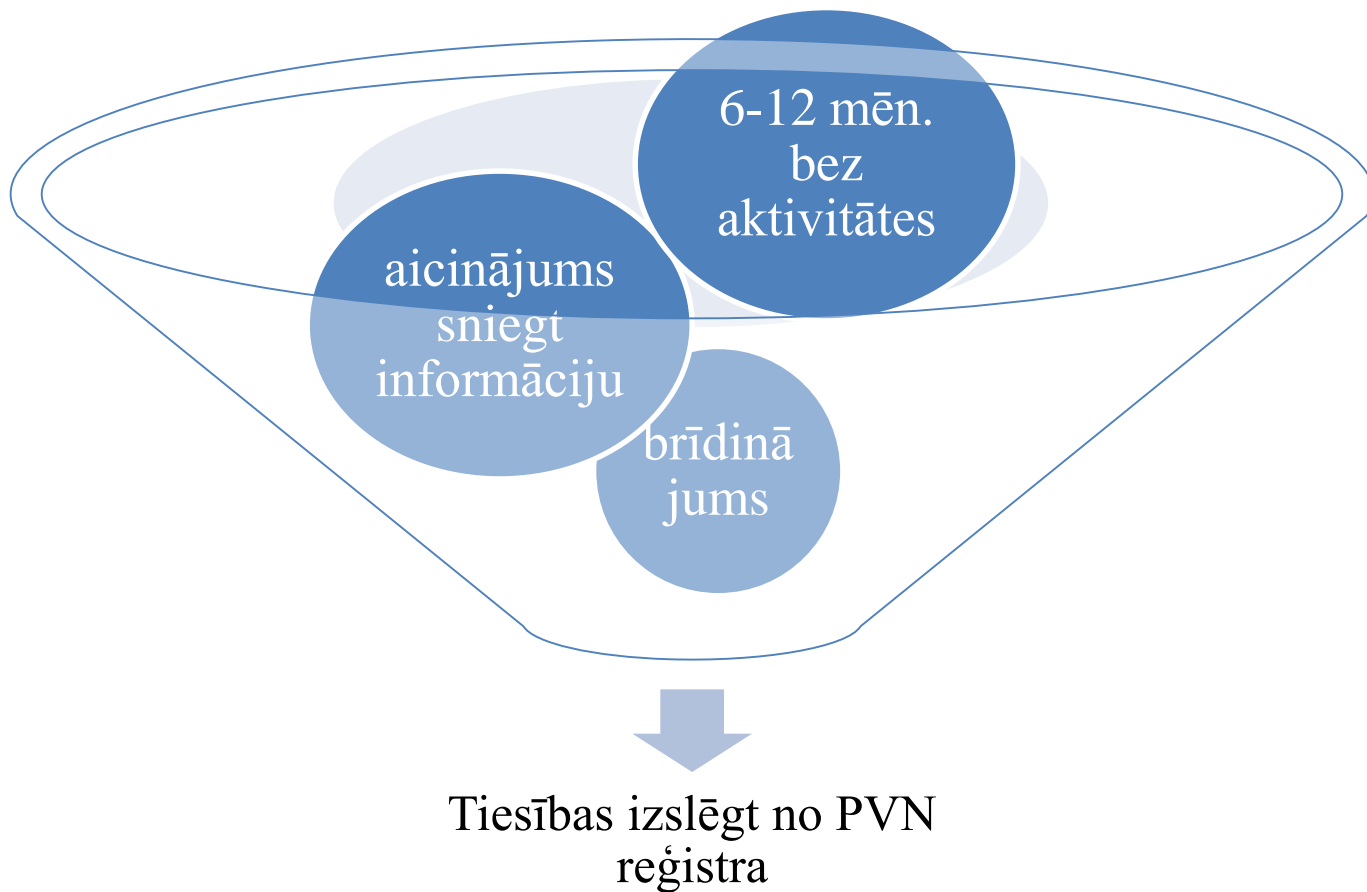 6-12 mēn.
bez
aktivitātes
aicinājums
sniegt
informāciju
brīdinā
jums
Tiesības izslēgt no PVN
reģistra